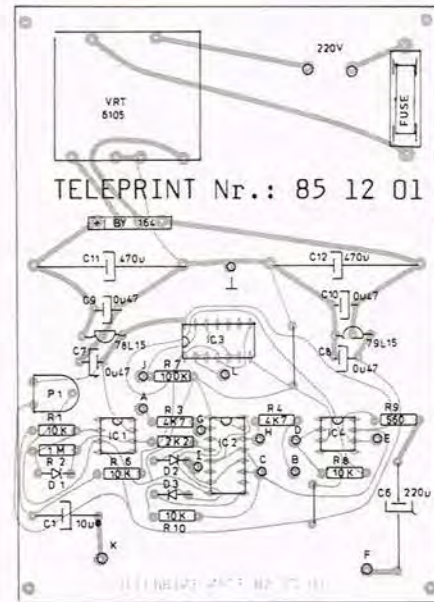 220V
VRT
6105
FUSE
TELEPRINT Nr.: 85 12 01
+ BY 164 -
C11
470u
C12
470u
C9
0u47
C10
0u47
78L15
79L15
IC3
C7
0u47
C8
0u47
J
R7
100K
L
P1
A
R1
10K
R3
4K7
G
R4
4K7
R9
560
IC1
2K2
IC2
H
D
IC4
E
1M
R2
D1
R6
10K
D2
I
C
B
R8
10K
D3
C1
10u
10K
R10
C6
220u
K
F